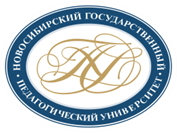 НОВОСИБИРСКИЙ ГОСУДАРСТВЕННЫЙ
ПЕДАГОГИЧЕСКИЙ УНИВЕРСИТЕТ